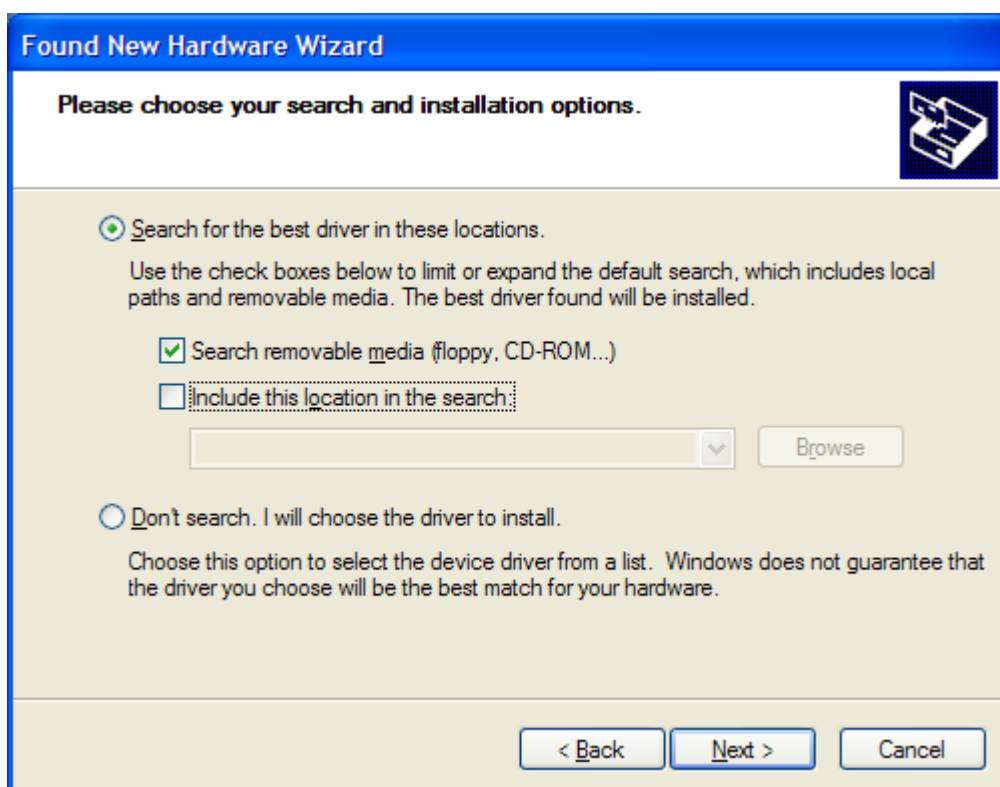 Found New Hardware Wizard
Please choose your search and installation options.
Search for the best driver in these locations.
Use the check boxes below to limit or expand the default search, which includes local
paths and removable media. The best driver found will be installed.
Search removable media (floppy, CD-ROM...)
Include this location in the search:
Browse
Don't search. I will choose the driver to install.
Choose this option to select the device driver from a list.  Windows does not guarantee that
the driver you choose will be the best match for your hardware.
< Back Next > Cancel